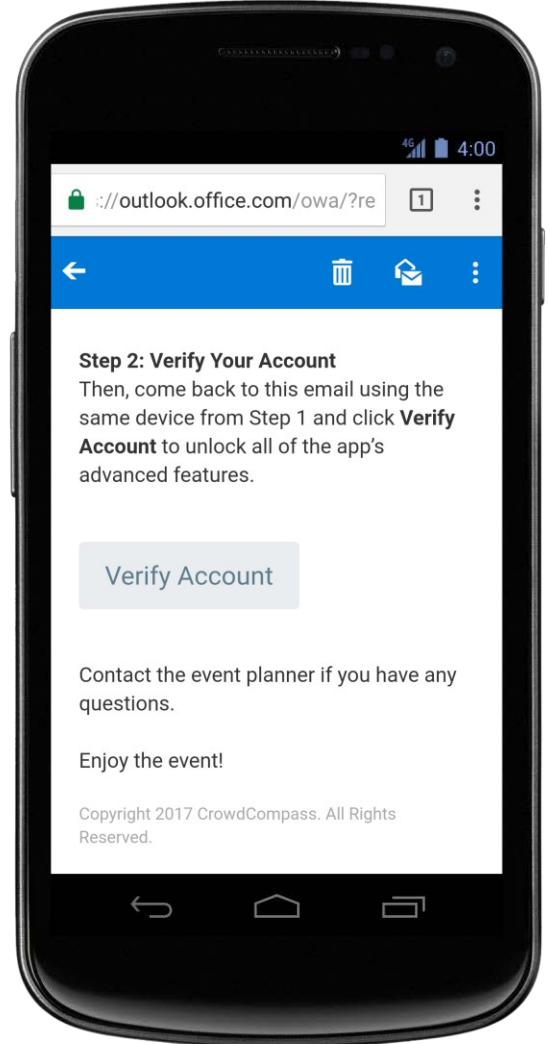 4G 4:00
://outlook.office.com/owa/?re 1
Step 2: Verify Your Account
Then, come back to this email using the
same device from Step 1 and click Verify
Account to unlock all of the app's
advanced features.
Verify Account
Contact the event planner if you have any
questions.
Enjoy the event!
Copyright 2017 CrowdCompass. All Rights
Reserved.